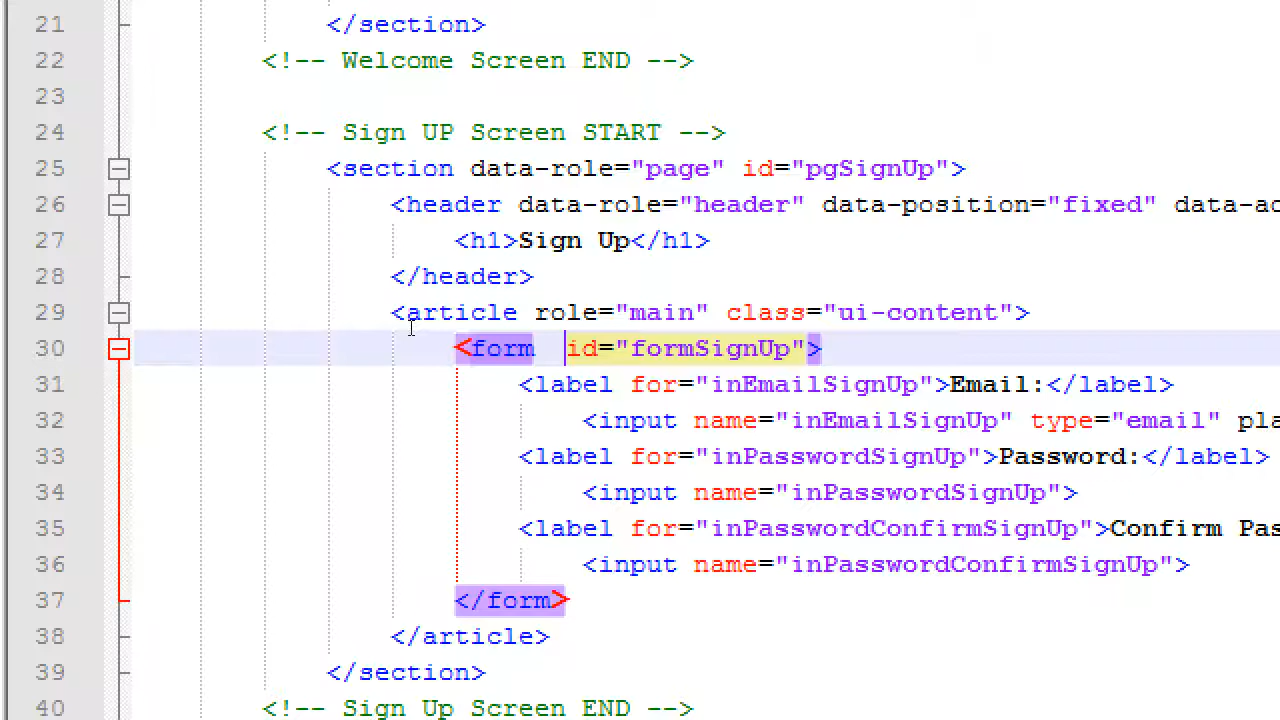 21 </section>
22 <!-- Welcome Screen END -->
23
24 <!-- Sign UP Screen START -->
25 <section data-role="page" id="pgSignUp">
26 <header data-role="header" data-position="fixed"
27 <h1>Sign Up</h1>
28 </header>
29 <article role="main" class="ui-content">
30 <form  id="formSignUp">
31 <label for="inEmailSignUp">Email:</label>
32 <input name="inEmailSignUp" type="email"
33 <label for="inPasswordSignUp">Password:</label>
34 <input name="inPasswordSignUp">
35 <label for="inPasswordConfirmSignUp">Confirm
36 <input name="inPasswordConfirmSignUp">
37 </form>
38 </article>
39 </section>
40 <!-- Sign Up Screen END -->